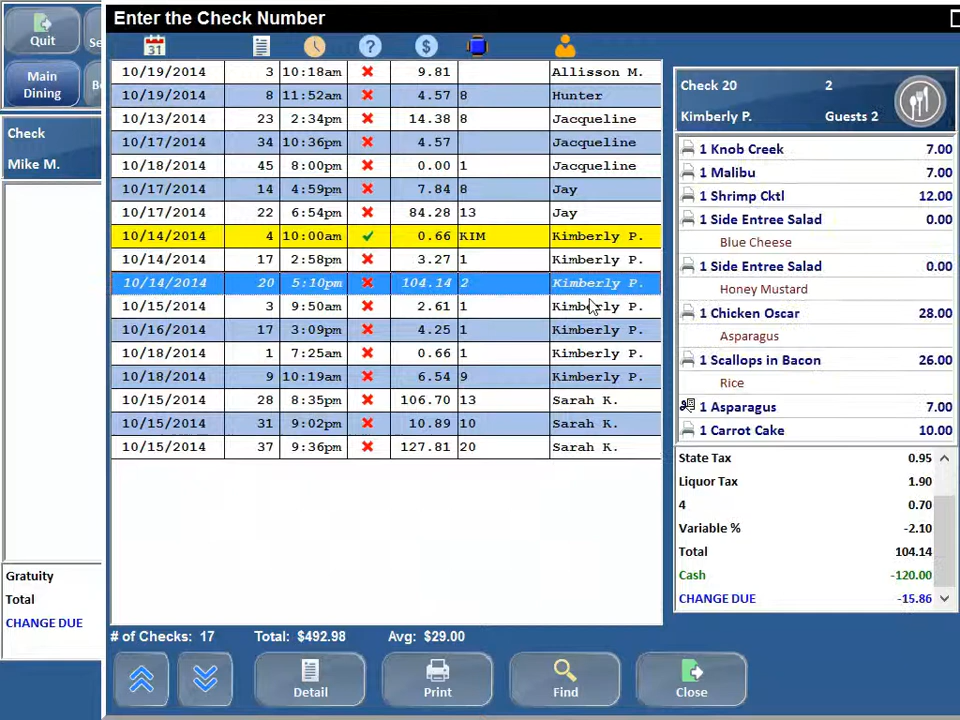 Enter the Check Number
Quit
Se
Main
Dining
B
Check
Mike M.
Gratuity
Total
CHANGE DUE
31
?
$
10/19/2014 3 10:18am 9.81 Allisson M.
10/19/2014 8 11:52am 4.57 8 Hunter
10/13/2014 23 2:34pm 14.38 8 Jacqueline
10/17/2014 34 10:36pm 4.57 Jacqueline
10/18/2014 45 8:00pm 0.00 1 Jacqueline
10/17/2014 14 4:59pm 7.84 8 Jay
10/17/2014 22 6:54pm 84.28 13 Jay
10/14/2014 4 10:00am 0.66 KIM Kimberly P.
10/14/2014 17 2:58pm 3.27 1 Kimberly P.
10/14/2014 20 5:10pm 104.14 2 Kimberly P.
10/15/2014 3 9:50am 2.61 1 Kimberly P.
10/16/2014 17 3:09pm 4.25 1 Kimberly P.
10/18/2014 1 7:25am 0.66 1 Kimberly P.
10/18/2014 9 10:19am 6.54 9 Kimberly P.
10/15/2014 28 8:35pm 106.70 13 Sarah K.
10/15/2014 31 9:02pm 10.89 10 Sarah K.
10/15/2014 37 9:36pm 127.81 20 Sarah K.
# of Checks: 17 Total: $492.98 Avg: $29.00
Detail
Print
Find
Close
Check 20 2
Kimberly P. Guests 2
1 Knob Creek 7.00
1 Malibu 7.00
1 Shrimp Cktl 12.00
1 Side Entree Salad 0.00
Blue Cheese
1 Side Entree Salad 0.00
Honey Mustard
1 Chicken Oscar 28.00
Asparagus
1 Scallops in Bacon 26.00
Rice
1 Asparagus 7.00
1 Carrot Cake 10.00
State Tax 0.95
Liquor Tax 1.90
4 0.70
Variable % -2.10
Total 104.14
Cash -120.00
CHANGE DUE -15.86